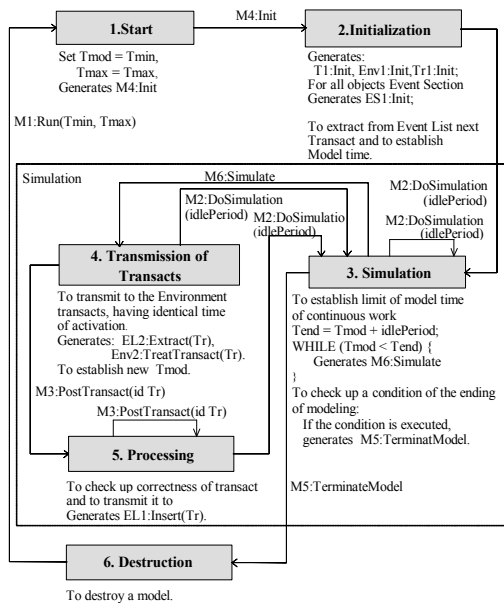 M4:Init
1.Start
2.Initialization
Set Tmod = Tmin,
Tmax = Tmax,
Generates M4:Init
Generates:
T1:Init, Env1:Init,Tr1:Init;
For all objects Event Section
Generates ES1:Init;
To extract from Event List next
Transact and to establish
Model time.
M1:Run(Tmin, Tmax)
Simulation
M6:Simulate
M2:DoSimulation
(idlePeriod)
M2:DoSimulatio
(idlePeriod)
M2:DoSimulation
(idlePeriod)
M2:DoSimulation
(idlePeriod)
4. Transmission of
Transacts
3. Simulation
To transmit to the Environment
transacts, having identical time
of activation.
Generates: EL2:Extract(Tr),
Env2:TreatTransact(Tr).
To establish new Tmod.
To establish limit of model time
of continuous work
Tend = Tmod + idlePeriod;
WHILE (Tmod < Tend) {
Generates M6:Simulate
}
To check up a condition of the ending
of modeling:
If the condition is executed,
generates M5:TerminatModel.
M3:PostTransact(id Tr)
M3:PostTransact(id Tr)
5. Processing
To check up correctness of transact
and to transmit it to
Generates EL1:Insert(Tr).
M5:TerminateModel
6. Destruction
To destroy a model.